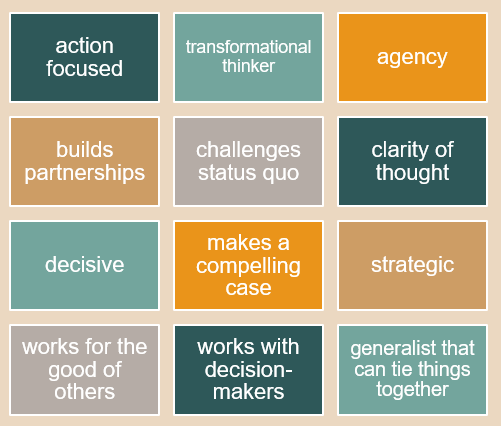 action
focused
transformational
thinker
agency
builds
partnerships
challenges
status quo
clarity of
thought
decisive
makes a
compelling
case
strategic
works for the
good of
others
works with
decision-
makers
generalist that
can tie things
together